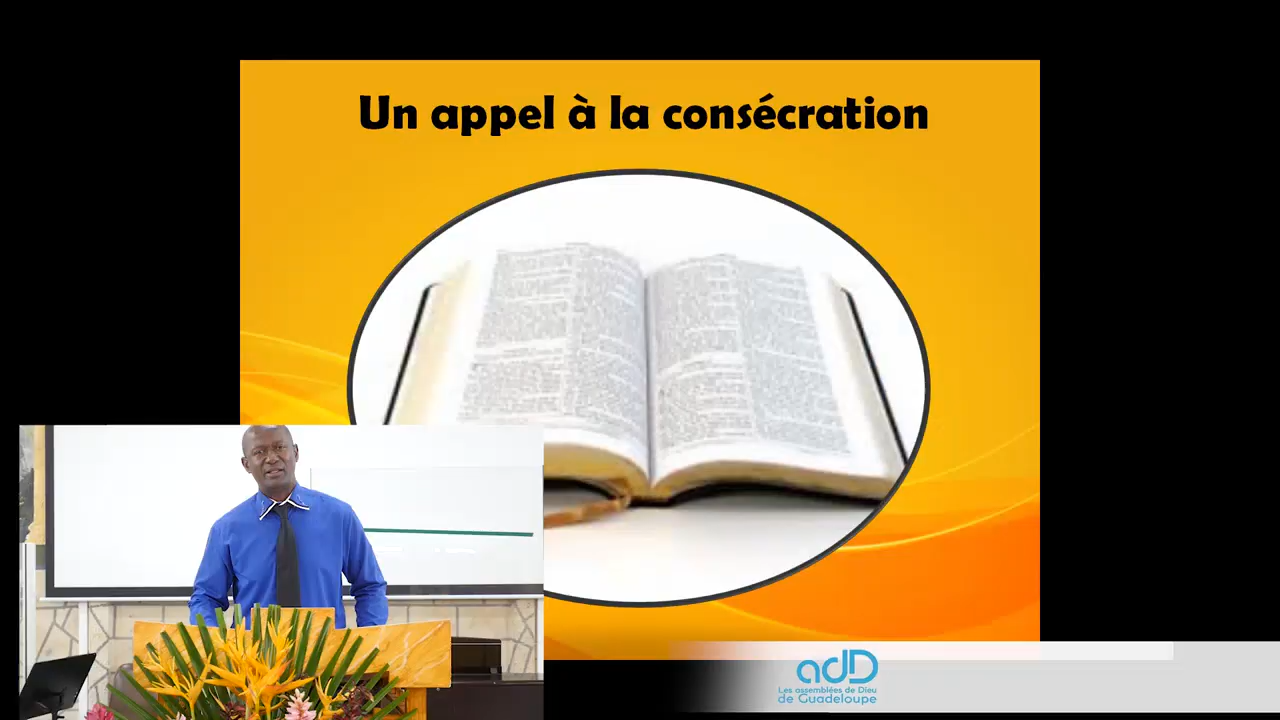 Un appel à la consécration
adD
Les assemblées de Dieu
de Guadeloupe